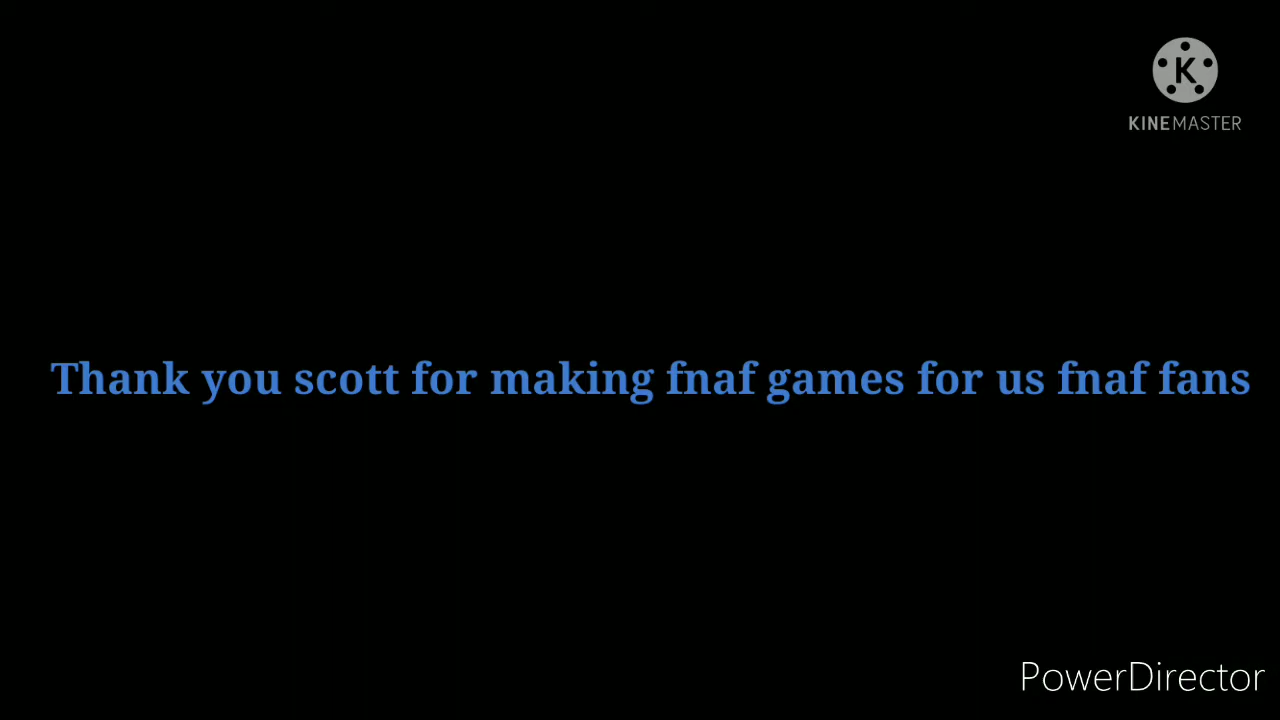 K
KINEMASTER
Thank you scott for making fnaf games for us fnaf fans
PowerDirector